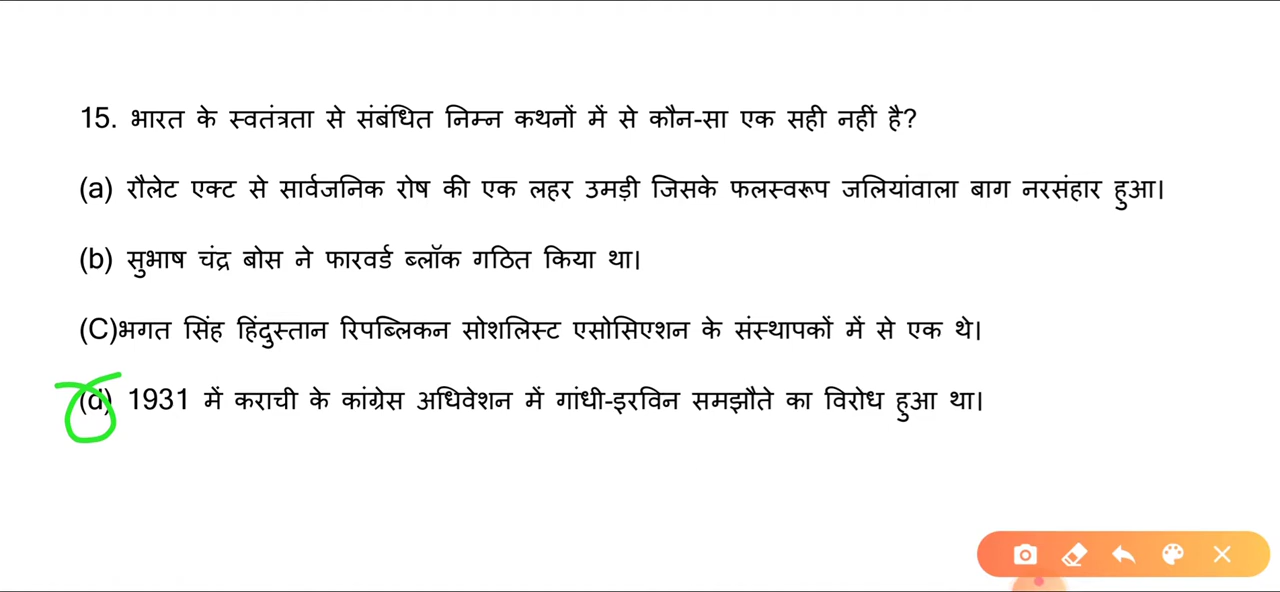 15. भारत के स्वतंत्रता से संबंधित निम्न कथनों में से कौन-सा एक सही नहीं है?
(a) रौलेट एक्ट से सार्वजनिक रोष की एक लहर उमड़ी जिसके फलस्वरूप जलियांवाला बाग नरसंहार हुआ।
(b) सुभाष चंद्र बोस ने फारवर्ड ब्लॉक गठित किया था।
(C)भगत सिंह हिंदुस्तान रिपब्लिकन सोशलिस्ट एसोसिएशन के संस्थापकों में से एक थे।
(d) 1931 में कराची के कांग्रेस अधिवेशन में गांधी-इरविन समझौते का विरोध हुआ था।